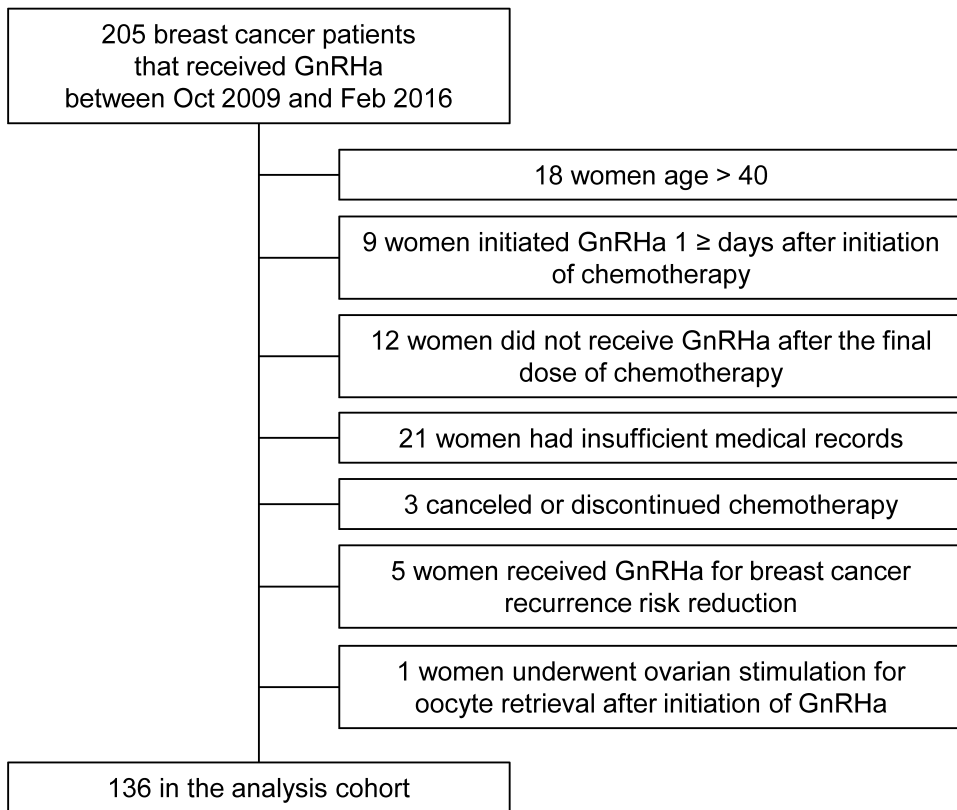 205 breast cancer patients
that received GnRHa
between Oct 2009 and Feb 2016
18 women age > 40
9 women initiated GnRHa 1 ≥ days after initiation
of chemotherapy
12 women did not receive GnRHa after the final
dose of chemotherapy
21 women had insufficient medical records
3 canceled or discontinued chemotherapy
5 women received GnRHa for breast cancer
recurrence risk reduction
1 women underwent ovarian stimulation for
oocyte retrieval after initiation of GnRHa
136 in the analysis cohort